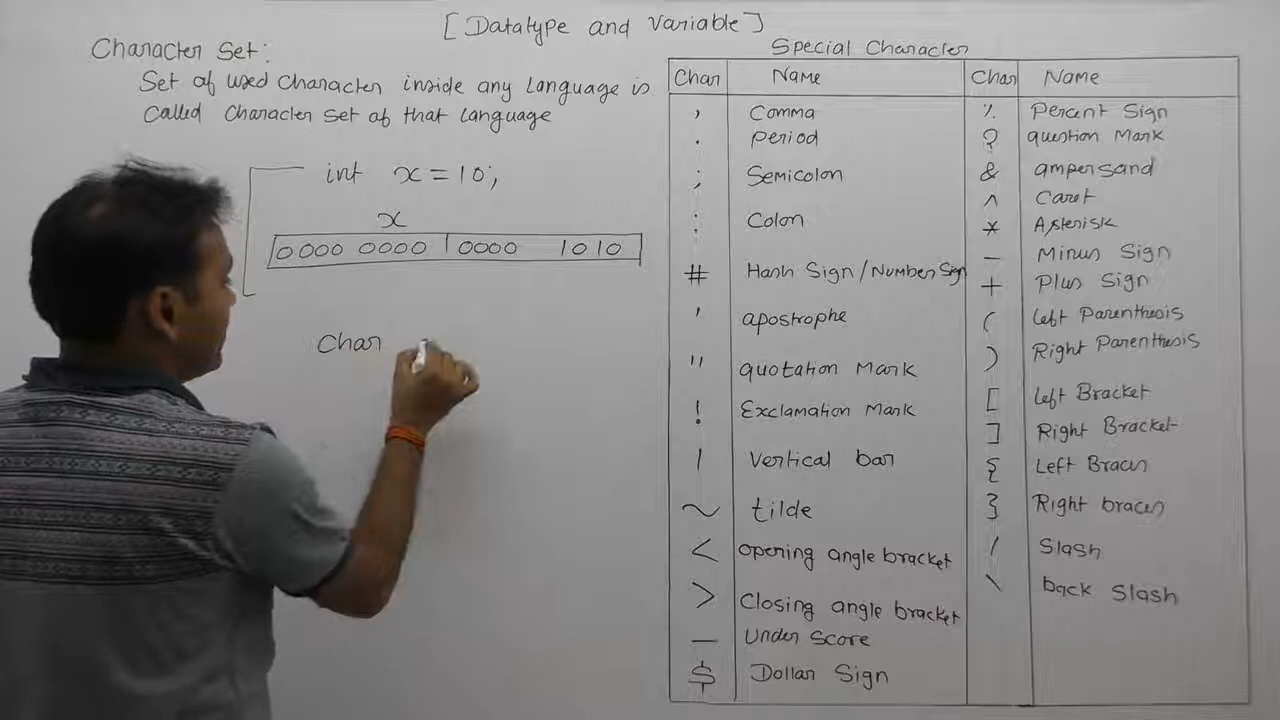 [Datatype and Variable]
Character Set:
Set of used Character inside any Language is
Called Character Set of that language
int x = 10;
x
0000 0000 0000 1010
Char
Special Character
Char Name Char Name
, Comma % Percent Sign
. Period ? question Mark
; Semicolon & ampersand
: Colon ^ Caret
# Hash Sign/Number Sign * Asterisk
' apostrophe - Minus Sign
" quotation Mark + Plus Sign
! Exclamation Mark ( Left Parenthesis
| Vertical bar ) Right Parenthesis
~ tilde [ Left Bracket
< opening angle bracket ] Right Bracket
> Closing angle bracket { Left Braces
_ Under Score } Right braces
$ Dollar Sign / Slash
\ back Slash